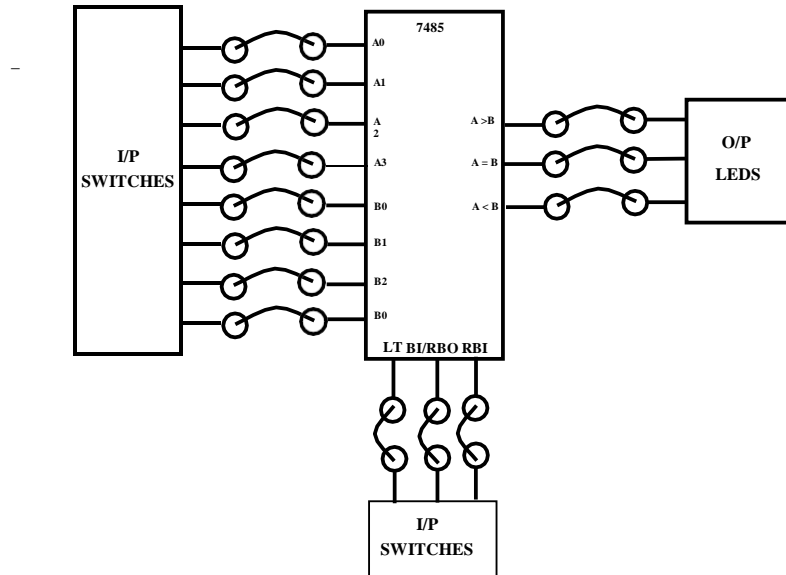 7485
A0
A1
A
2
A3
B0
B1
B2
B0
I/P
SWITCHES
A >B
A = B
A < B
O/P
LEDS
LT BI/RBO RBI
I/P
SWITCHES